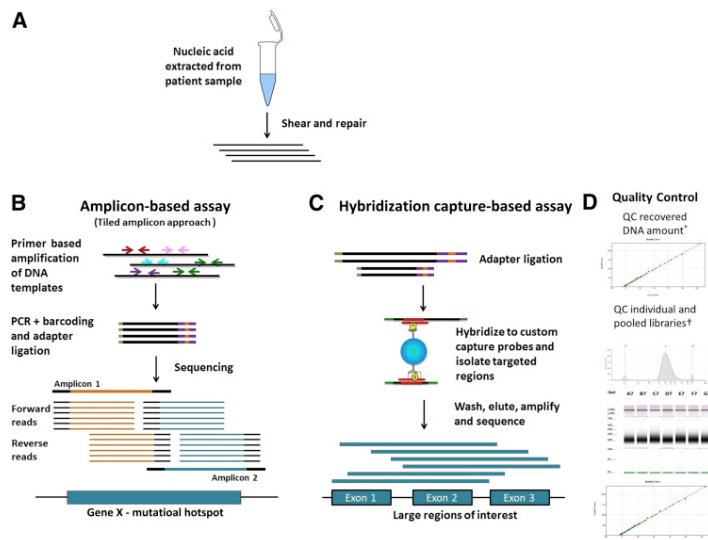 A
Nucleic acid
extracted from
patient sample
Shear and repair
B
Amplicon-based assay
(Tiled amplicon approach )
Primer based
amplification
of DNA
templates
PCR + barcoding
and adapter
ligation
Sequencing
Amplicon 1
Forward
reads
Reverse
reads
Amplicon 2
Gene X - mutatioal hotspot
C
Hybridization capture-based assay
Adapter ligation
Hybridize to custom
capture probes and
isolate targeted
regions
Wash, elute, amplify
and sequence
Exon 1
Exon 2
Exon 3
Large regions of interest
D
Quality Control
QC recovered
DNA amount*
QC individual and
pooled libraries†
A7 B7 C7 D7 E7 F7 G